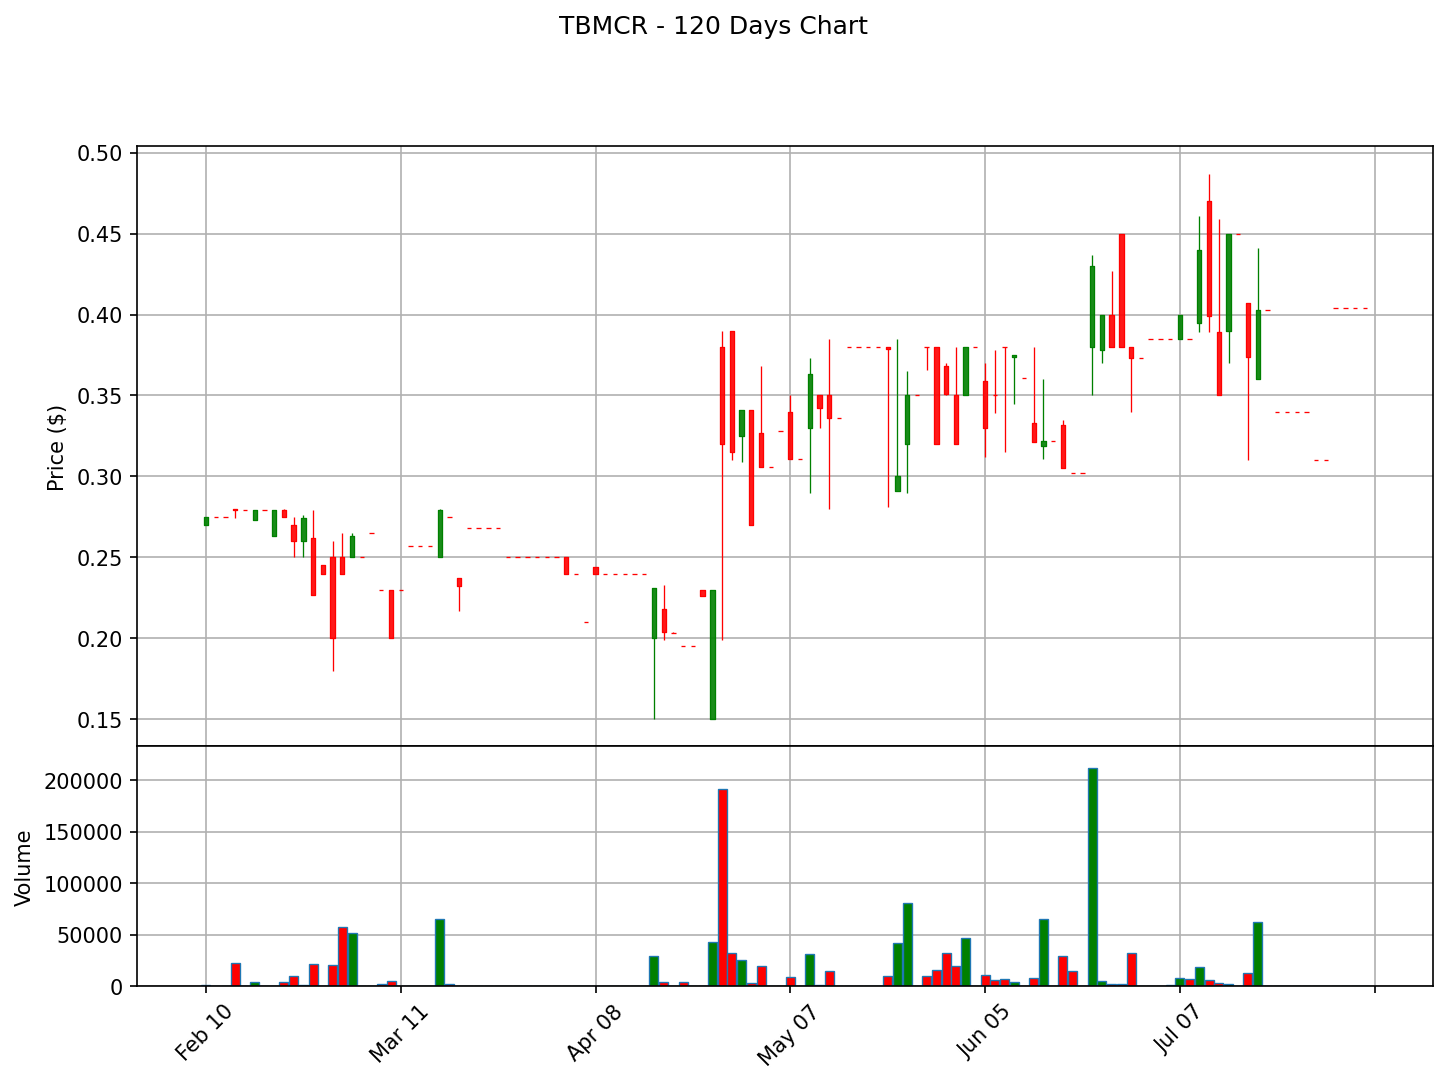 TBMCR - 120 Days Chart
0.50
0.45
0.40
0.35
0.30
0.25
0.20
0.15
Price ($)
200000
150000
100000
50000
0
Volume
Feb 10
Mar 11
Apr 08
May 07
Jun 05
Jul 07